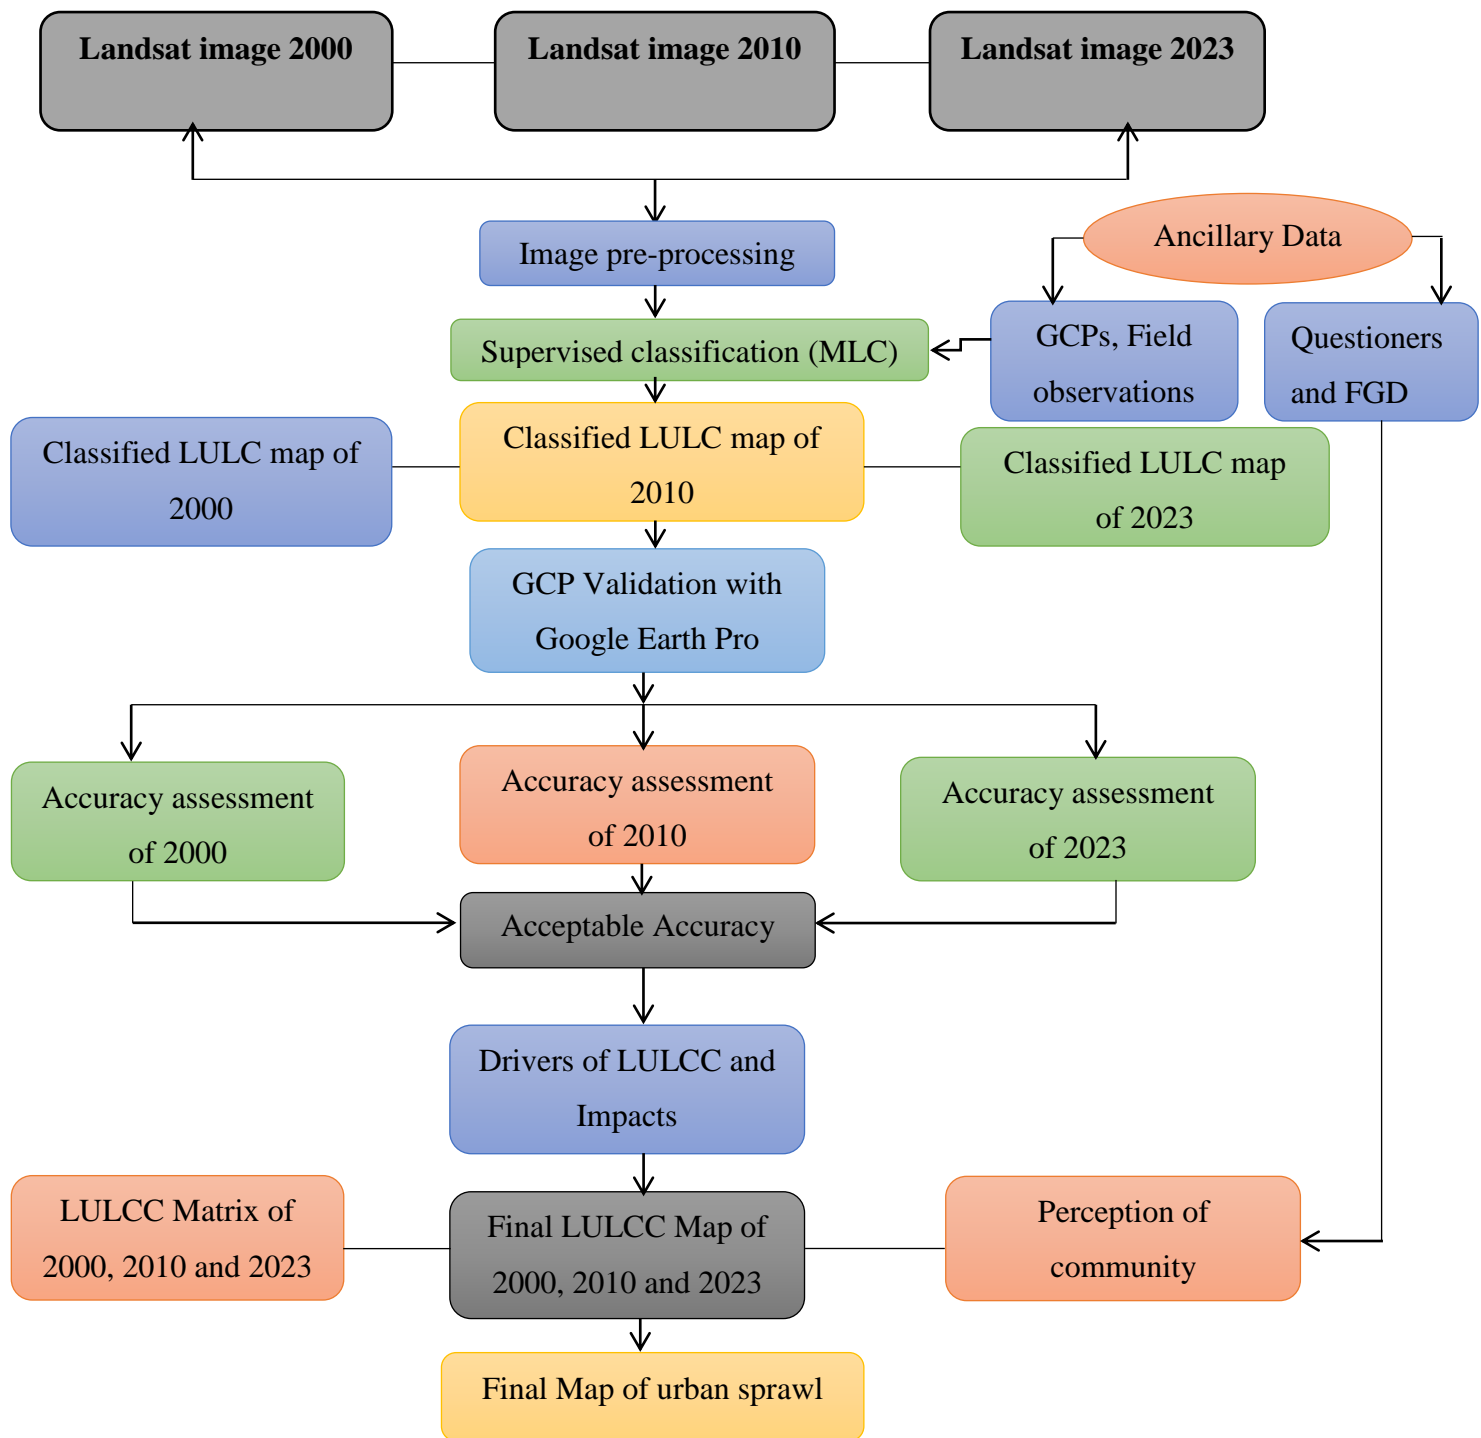 Landsat image 2000
Landsat image 2010
Landsat image 2023
Image pre-processing
Ancillary Data
Supervised classification (MLC)
GCPs, Field
observations
Questioners
and FGD
Classified LULC map of
2000
Classified LULC map of
2010
Classified LULC map
of 2023
GCP Validation with
Google Earth Pro
Accuracy assessment
of 2000
Accuracy assessment
of 2010
Accuracy assessment
of 2023
Acceptable Accuracy
Drivers of LULCC and
Impacts
LULCC Matrix of
2000, 2010 and 2023
Final LULCC Map of
2000, 2010 and 2023
Perception of
community
Final Map of urban sprawl